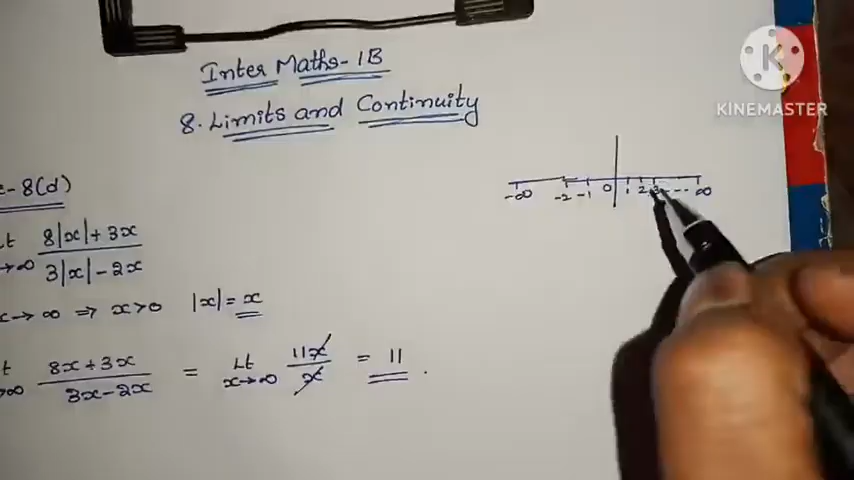 Inter Maths-1B
8. Limits and Continuity
-8(d)
Lt 8|x|+3x
x→∞ 3|x|-2x
x→∞ ⇒ x>0 |x|=x
Lt 8x+3x = Lt 11x = 11.
x→∞ 3x-2x x→∞ x
-∞ -2 -1 0 1 2 3 --- ∞
K
KINEMASTER